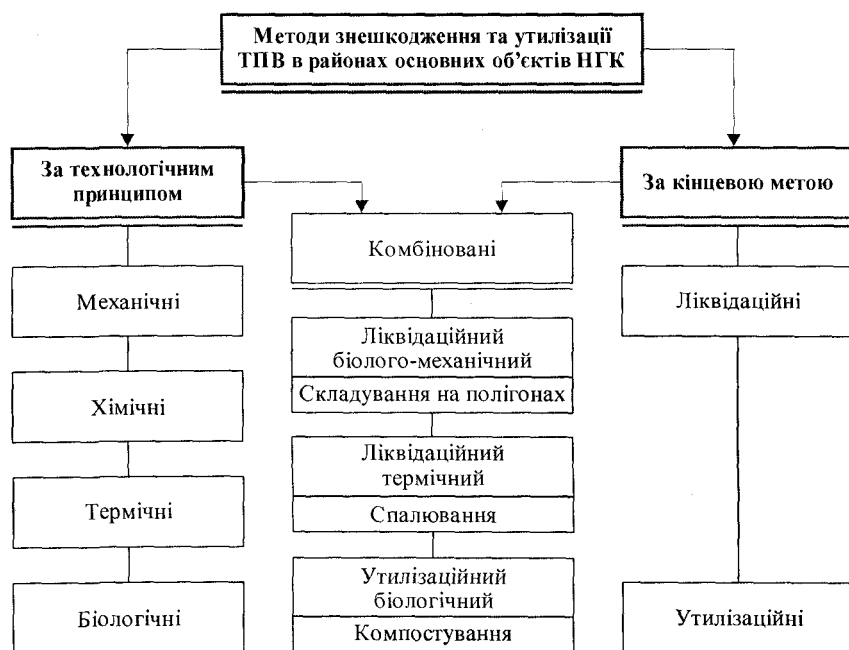 Методи знешкодження та утилізації
ТПВ в районах основних об’єктів НГК
За технологічним
принципом
За кінцевою метою
Комбіновані
Механічні
Ліквідаційні
Ліквідаційний
біолого-механічний
Складування на полігонах
Хімічні
Ліквідаційний
термічний
Спалювання
Термічні
Утилізаційний
біологічний
Компостування
Біологічні
Утилізаційні